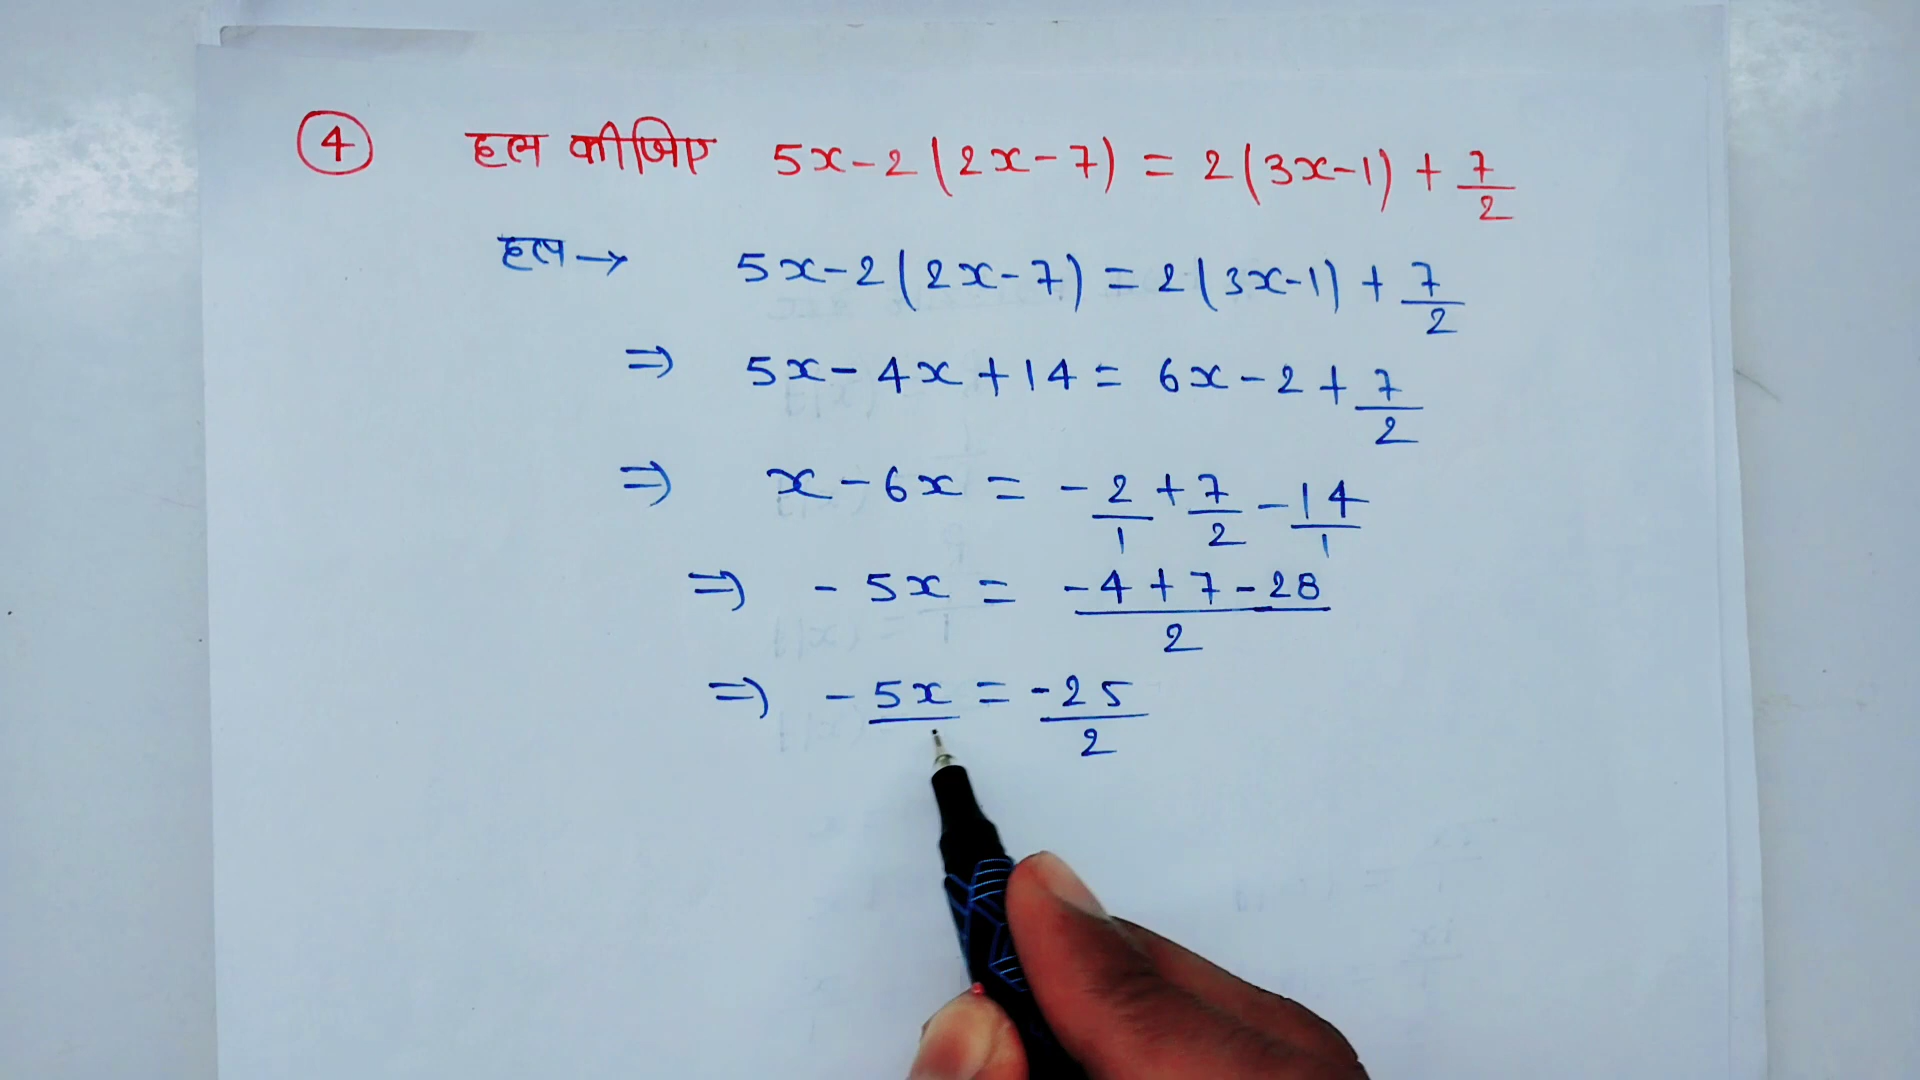 ④ हल कीजिए 5x-2(2x-7) = 2(3x-1) + 7/2
हल → 5x-2(2x-7) = 2(3x-1) + 7/2
⇒ 5x-4x+14 = 6x-2+7/2
⇒ x-6x = -2/1+7/2-14/1
⇒ -5x = (-4+7-28)/2
⇒ -5x = -25/2